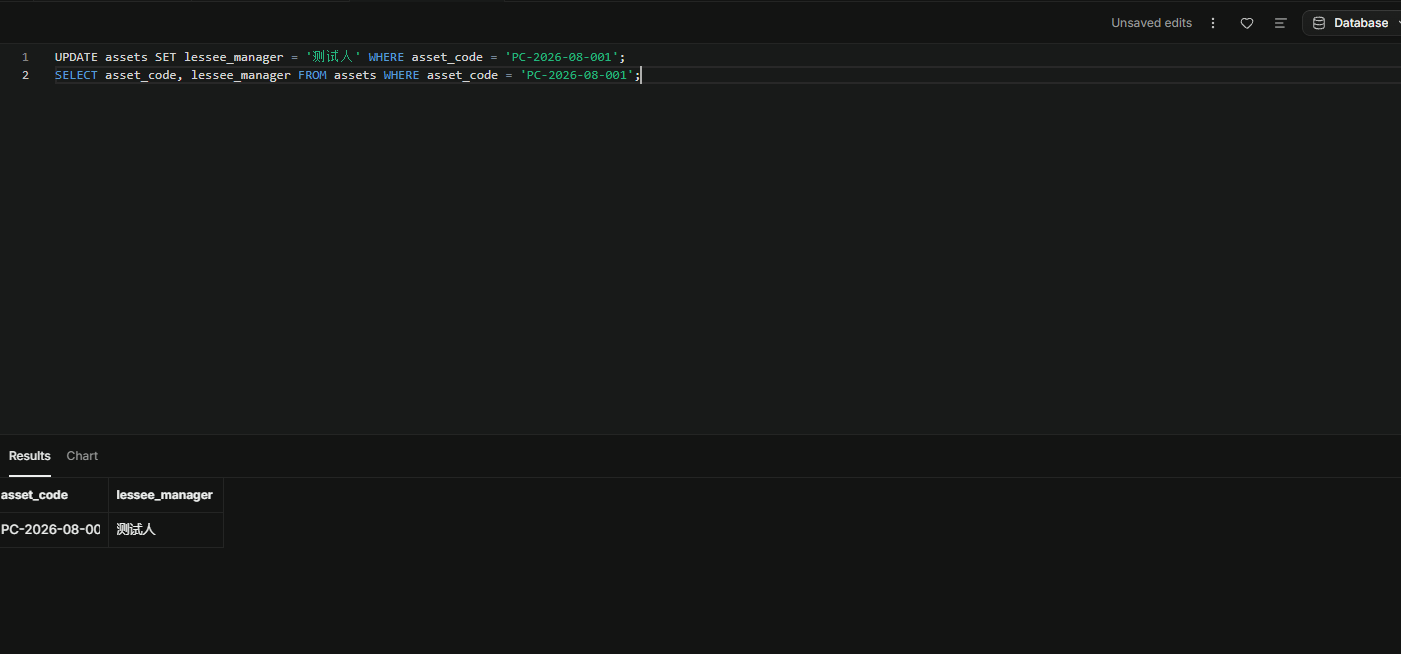 Unsaved edits
Database
1 UPDATE assets SET lessee_manager = '测试人' WHERE asset_code = 'PC-2026-08-001';
2 SELECT asset_code, lessee_manager FROM assets WHERE asset_code = 'PC-2026-08-001';
Results Chart
asset_code lessee_manager
PC-2026-08-00 测试人